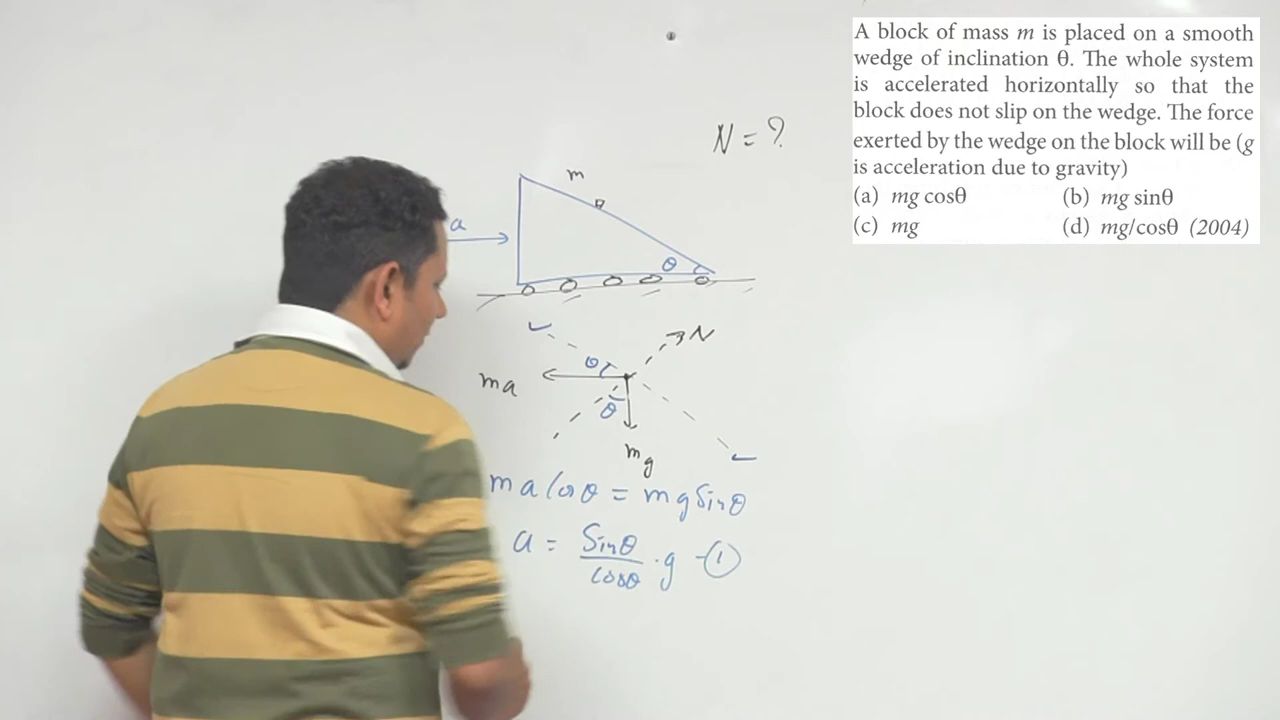 A block of mass m is placed on a smooth
wedge of inclination θ. The whole system
is accelerated horizontally so that the
block does not slip on the wedge. The force
exerted by the wedge on the block will be (g
is acceleration due to gravity)
(a) mg cosθ (b) mg sinθ
(c) mg (d) mg/cosθ (2004)
N = ?
m
a
θ
N
θ
ma
θ
mg
ma Cosθ = mg Sinθ
a = Sinθ/cosθ · g -①